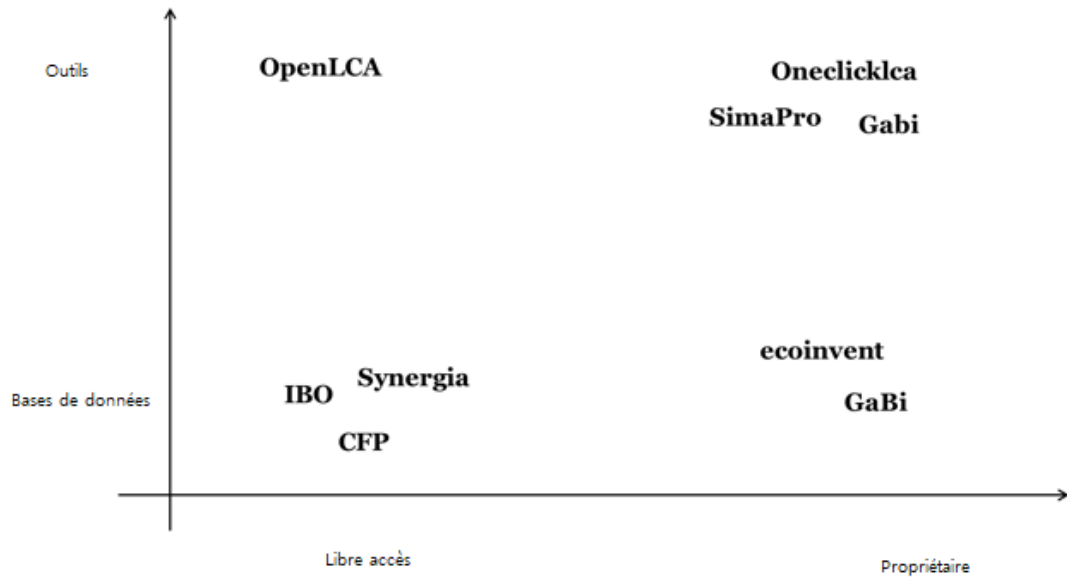 Outils
OpenLCA
Oneclicklca
SimaPro
Gabi
ecoinvent
Synergia
IBO
Bases de données
GaBi
CFP
Libre accès
Propriétaire